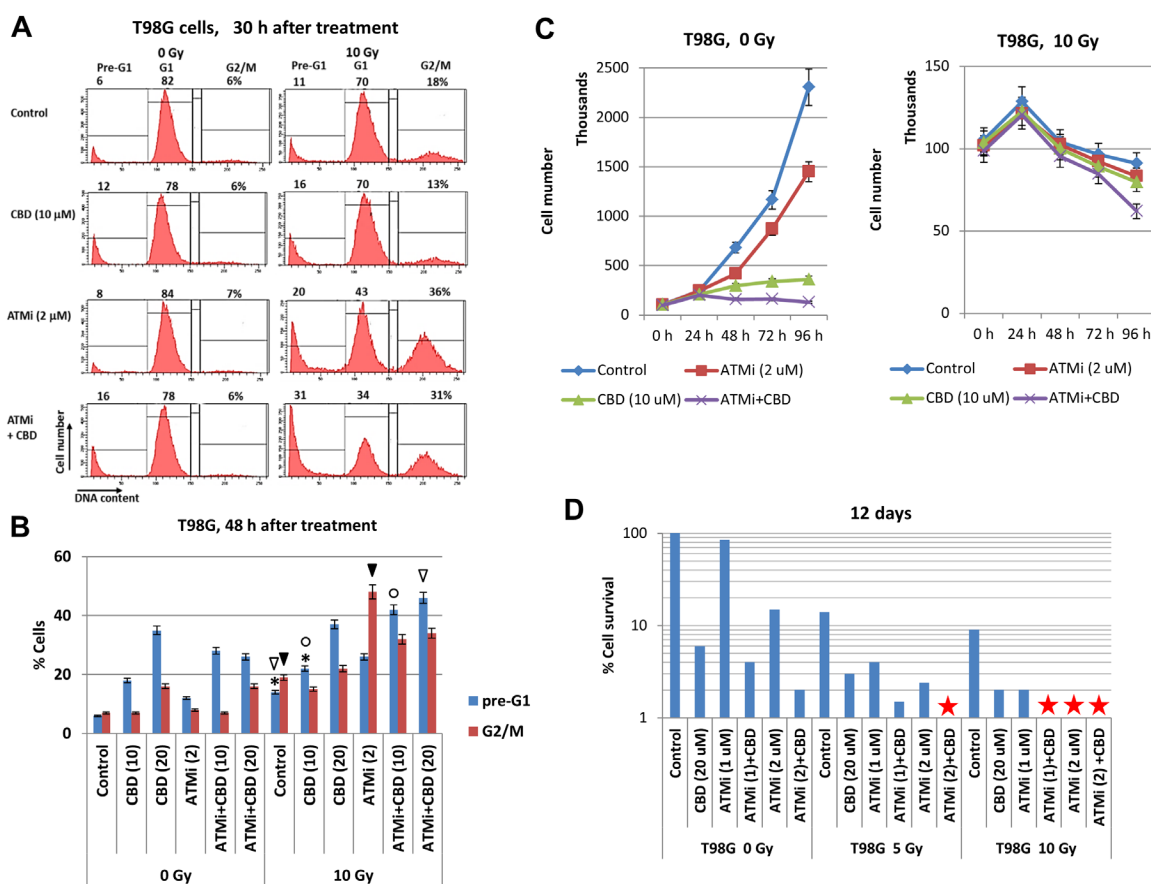 A
T98G cells, 30 h after treatment
0 Gy
10 Gy
Pre-G1 G1 G2/M
Pre-G1 G1 G2/M
6 82 6%
11 70 18%
Control
12 78 6%
16 70 13%
CBD (10 μM)
8 84 7%
20 43 36%
ATMi (2 μM)
16 78 6%
31 34 31%
ATMi
+ CBD
Cell number
DNA content
B
T98G, 48 h after treatment
% Cells
60
40
20
0
pre-G1
G2/M
Control
CBD (10)
CBD (20)
ATMi (2)
ATMi+CBD (10)
ATMi+CBD (20)
Control
CBD (10)
CBD (20)
ATMi (2)
ATMi+CBD (10)
ATMi+CBD (20)
0 Gy
10 Gy
C
T98G, 0 Gy
Cell number
Thousands
2500
2000
1500
1000
500
0
0 h 24 h 48 h 72 h 96 h
Control
ATMi (2 uM)
CBD (10 uM)
ATMi+CBD
T98G, 10 Gy
Cell number
Thousands
150
100
50
0
0 h 24 h 48 h 72 h 96 h
Control
ATMi (2 uM)
CBD (10 uM)
ATMi+CBD
D
12 days
% Cell survival
100
10
1
Control
CBD (20 uM)
ATMi (1 uM)
ATMi (1)+CBD
ATMi (2 uM)
ATMi (2)+CBD
Control
CBD (20 uM)
ATMi (1 uM)
ATMi (1)+CBD
ATMi (2 uM)
ATMi (2)+CBD
Control
CBD (20 uM)
ATMi (1 uM)
ATMi (1)+CBD
ATMi (2 uM)
ATMi (2) +CBD
T98G 0 Gy
T98G 5 Gy
T98G 10 Gy